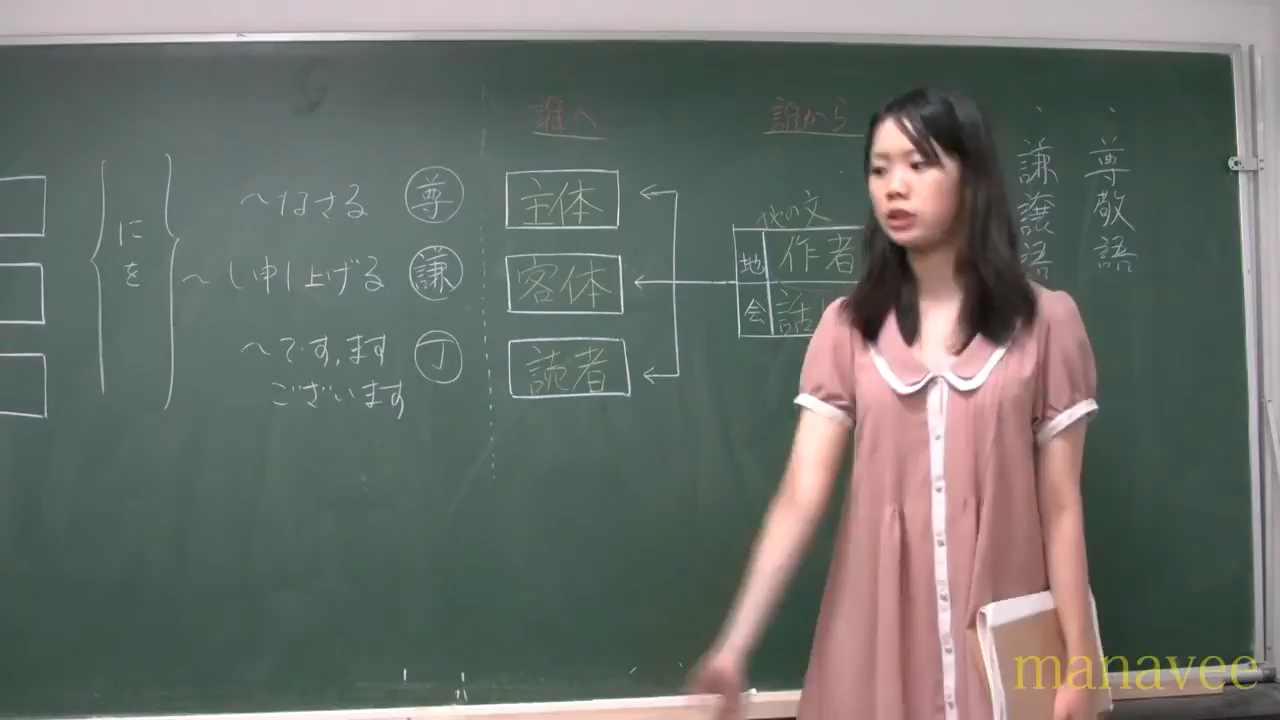 ・尊敬語
・謙譲語
誰から
地の文
地 作者
会 話し
誰へ
主体
客体
読者
尊 〜なさる
謙 〜し申し上げる
丁 〜です,ます
ございます
に
を
manavee